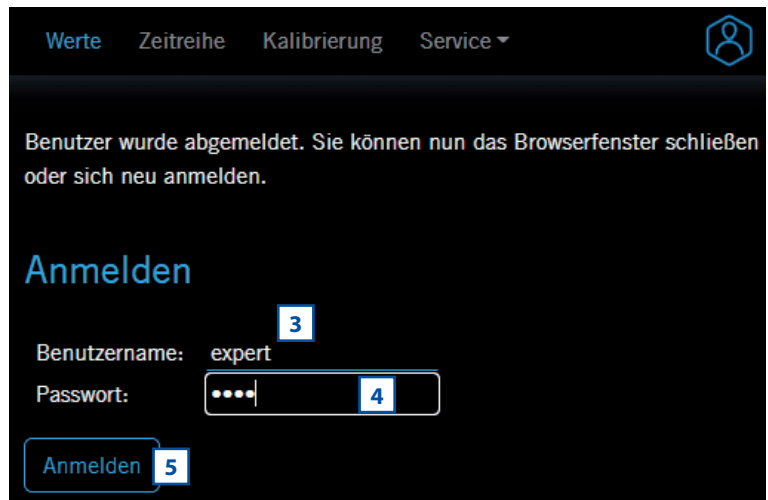 Werte Zeitreihe Kalibrierung Service
Benutzer wurde abgemeldet. Sie können nun das Browserfenster schließen
oder sich neu anmelden.
Anmelden
3
Benutzername: expert
Passwort: •••• 4
Anmelden 5